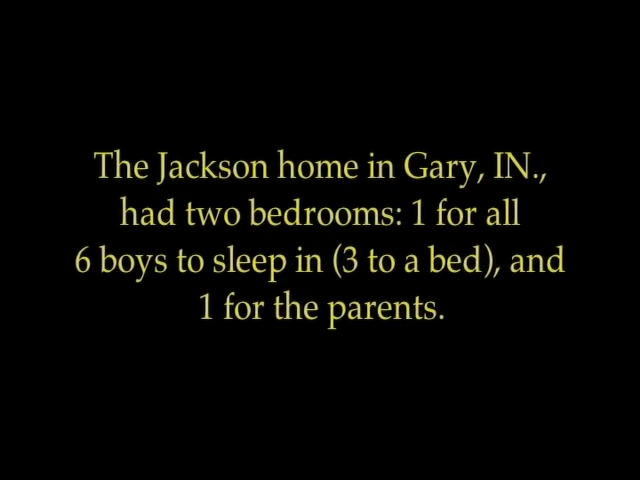 The Jackson home in Gary, IN.,
had two bedrooms: 1 for all
6 boys to sleep in (3 to a bed), and
1 for the parents.